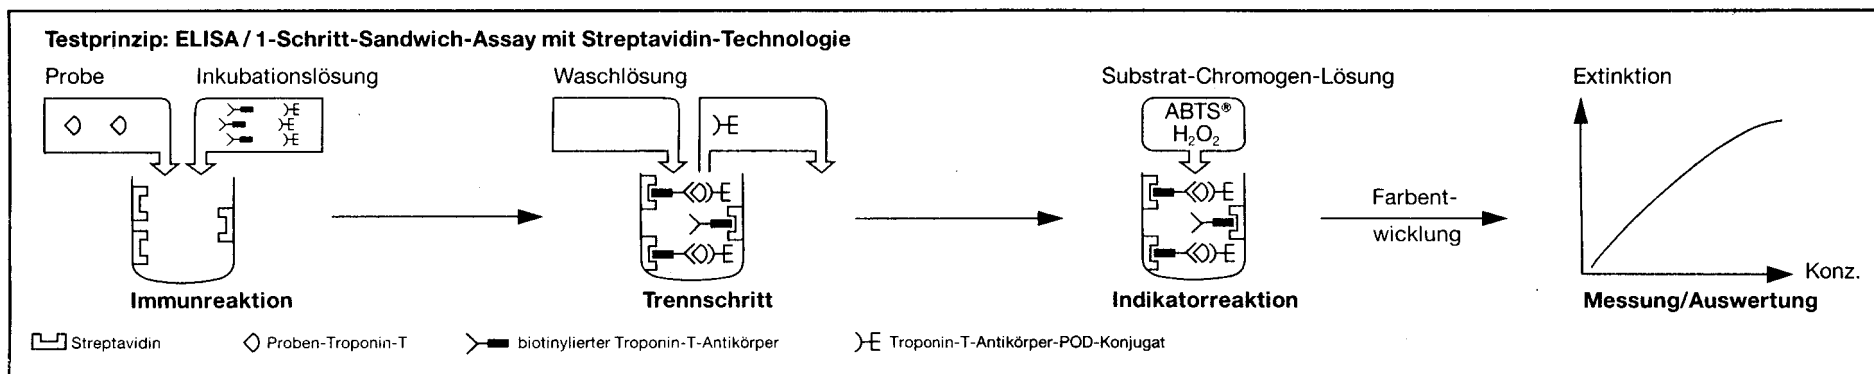 Testprinzip: ELISA / 1-Schritt-Sandwich-Assay mit Streptavidin-Technologie
Probe
Inkubationslösung
Waschlösung
Substrat-Chromogen-Lösung
Extinktion
ABTS®
H₂O₂
Farbent-
wicklung
Konz.
Immunreaktion
Trennschritt
Indikatorreaktion
Messung/Auswertung
Streptavidin
Proben-Troponin-T
biotinylierter Troponin-T-Antikörper
Troponin-T-Antikörper-POD-Konjugat